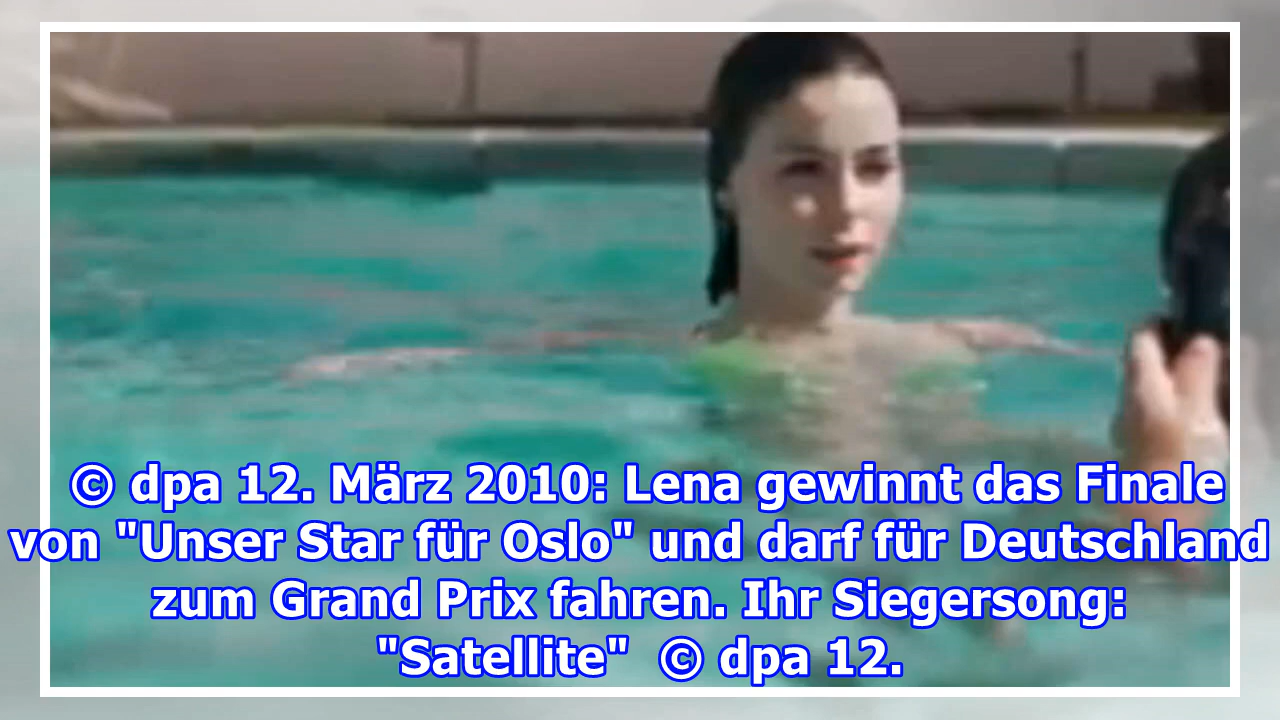 © dpa 12. März 2010: Lena gewinnt das Finale
von "Unser Star für Oslo" und darf für Deutschland
zum Grand Prix fahren. Ihr Siegersong:
"Satellite" © dpa 12.